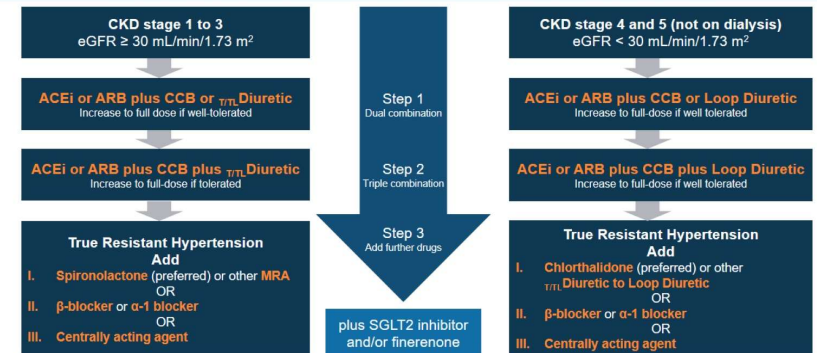 CKD stage 1 to 3
eGFR ≥ 30 mL/min/1.73 m²
ACEi or ARB plus CCB or T/TL Diuretic
Increase to full dose if well-tolerated
ACEi or ARB plus CCB plus T/TL Diuretic
Increase to full-dose if tolerated
True Resistant Hypertension
Add
I. Spironolactone (preferred) or other MRA
OR
II. β-blocker or α-1 blocker
OR
III. Centrally acting agent
Step 1
Dual combination
Step 2
Triple combination
Step 3
Add further drugs
plus SGLT2 inhibitor
and/or finerenone
CKD stage 4 and 5 (not on dialysis)
eGFR < 30 mL/min/1.73 m²
ACEi or ARB plus CCB or Loop Diuretic
Increase to full-dose if well tolerated
ACEi or ARB plus CCB plus Loop Diuretic
Increase to full-dose if well tolerated
True Resistant Hypertension
Add
I. Chlorthalidone (preferred) or other
T/TL Diuretic to Loop Diuretic
OR
II. β-blocker or α-1 blocker
OR
III. Centrally acting agent